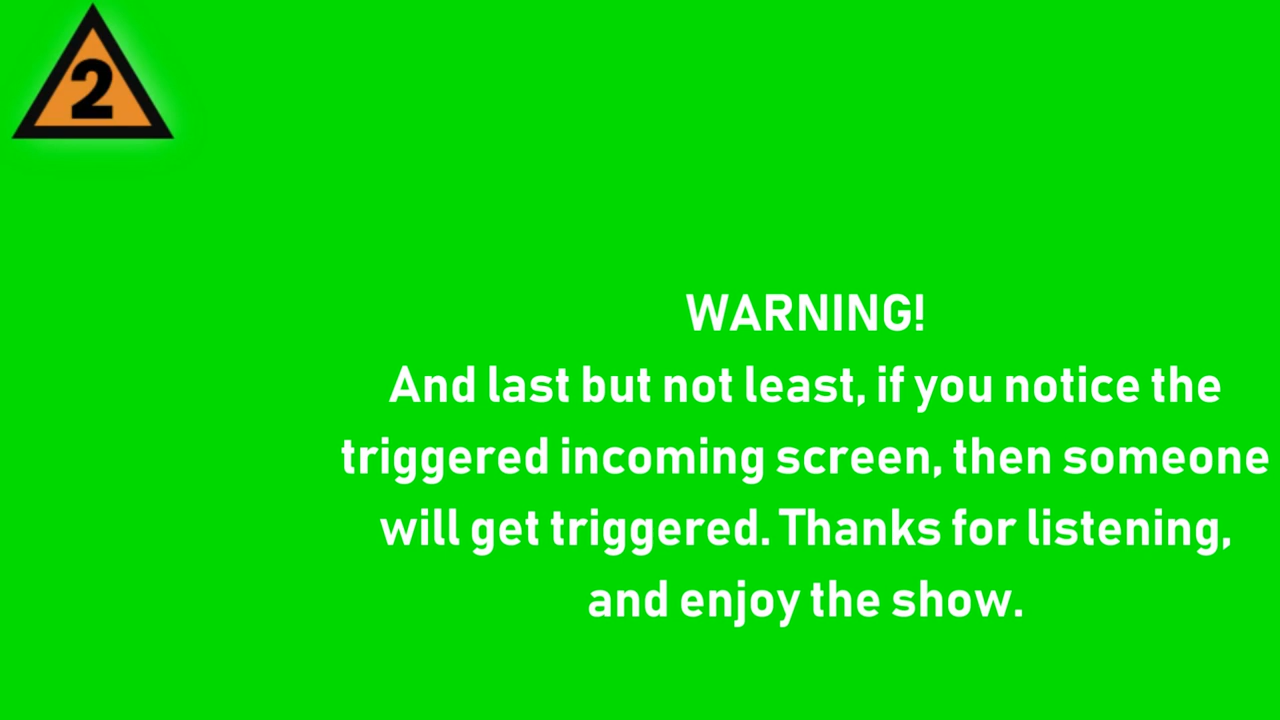 2
WARNING!
And last but not least, if you notice the
triggered incoming screen, then someone
will get triggered. Thanks for listening,
and enjoy the show.